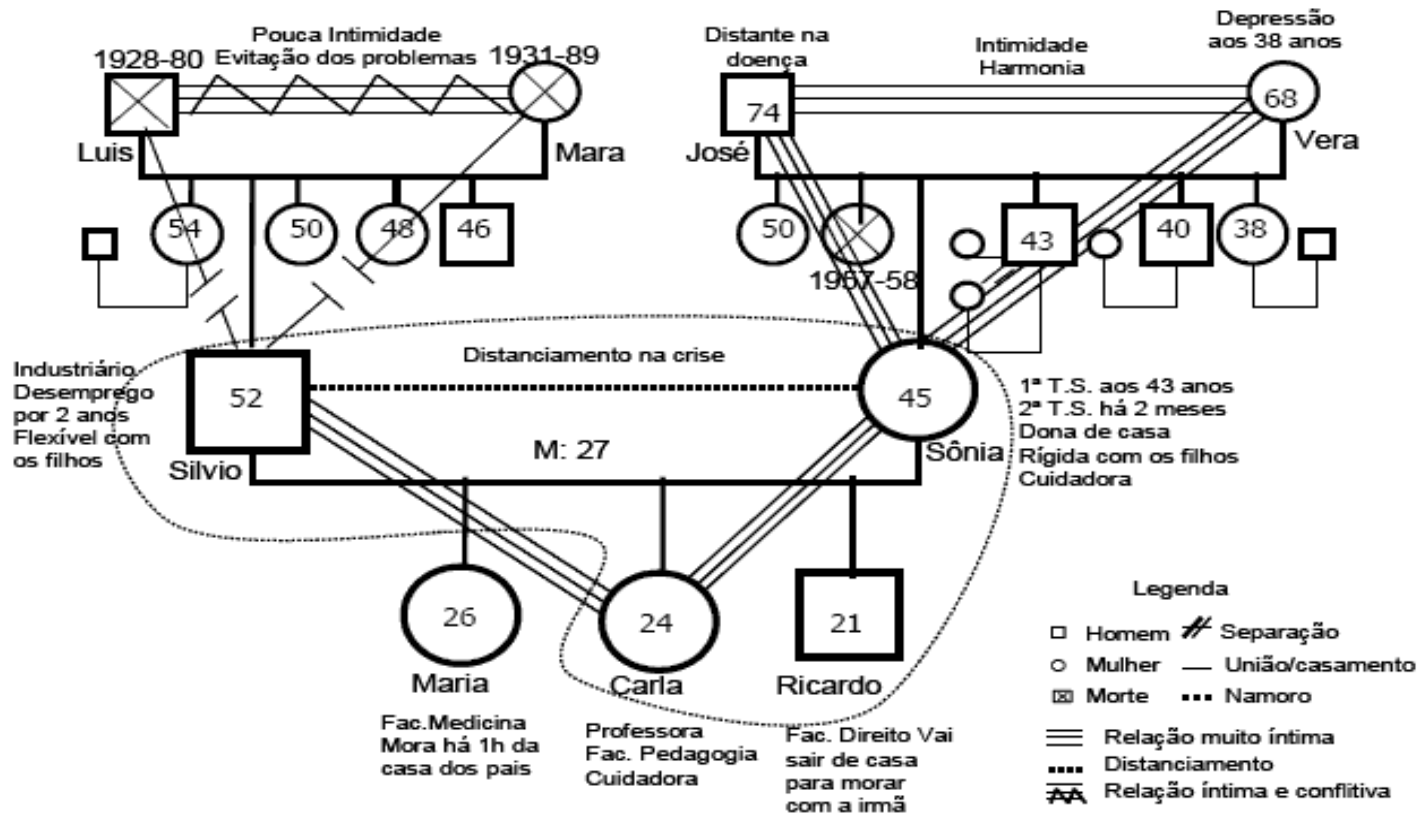 Pouca Intimidade
Evitação dos problemas
1928-80
1931-89
Luis
Mara
Distante na
doença
Intimidade
Harmonia
Depressão
aos 38 anos
74
68
José
Vera
54
50
48
46
50
1957-58
43
40
38
Industriário
Desemprego
por 2 anos
Flexível com
os filhos
Distanciamento na crise
52
45
Silvio
M: 27
Sônia
1ª T.S. aos 43 anos
2ª T.S. há 2 meses
Dona de casa
Rígida com os filhos
Cuidadora
26
24
21
Maria
Carla
Ricardo
Fac.Medicina
Mora há 1h da
casa dos pais
Professora
Fac. Pedagogia
Cuidadora
Fac. Direito Vai
sair de casa
para morar
com a irmã
Legenda
Homem
Separação
Mulher
União/casamento
Morte
Namoro
Relação muito íntima
Distanciamento
Relação íntima e conflitiva